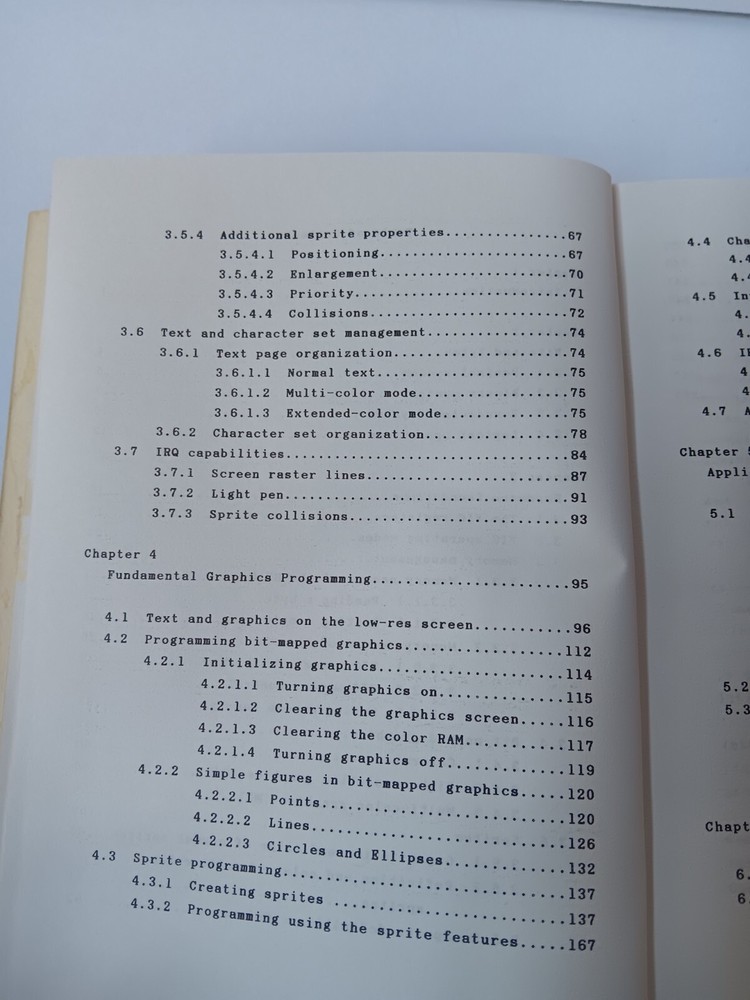 3.5.4 Additional sprite properties...............67
3.5.4.1 Positioning.......................67
3.5.4.2 Enlargement.......................70
3.5.4.3 Priority..........................71
3.5.4.4 Collisions........................72
3.6 Text and character set management.................74
3.6.1 Text page organization.....................74
3.6.1.1 Normal text.......................75
3.6.1.2 Multi-color mode..................75
3.6.1.3 Extended-color mode...............75
3.6.2 Character set organization.................78
3.7 IRQ capabilities..................................84
3.7.1 Screen raster lines........................87
3.7.2 Light pen..................................91
3.7.3 Sprite collisions..........................93
Chapter 4
Fundamental Graphics Programming......................95
4.1 Text and graphics on the low-res screen...........96
4.2 Programming bit-mapped graphics..................112
4.2.1 Initializing graphics.....................114
4.2.1.1 Turning graphics on..............115
4.2.1.2 Clearing the graphics screen.....116
4.2.1.3 Clearing the color RAM...........117
4.2.1.4 Turning graphics off.............119
4.2.2 Simple figures in bit-mapped graphics.....120
4.2.2.1 Points...........................120
4.2.2.2 Lines............................126
4.2.2.3 Circles and Ellipses.............132
4.3 Sprite programming...............................137
4.3.1 Creating sprites .........................137
4.3.2 Programming using the sprite features.....167
4.4
4.5
4.6
4.7
Chapter
5.1
5.2
5.3